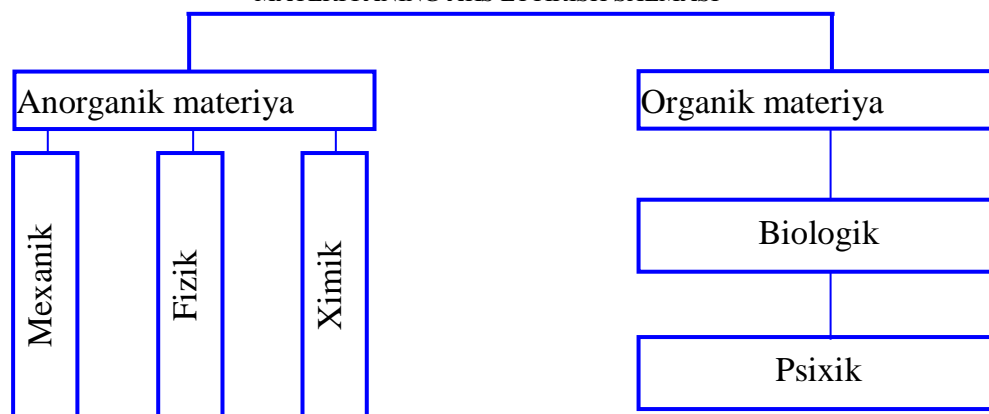 Anorganik materiya
Organik materiya
Mexanik
Fizik
Ximik
Biologik
Psixik